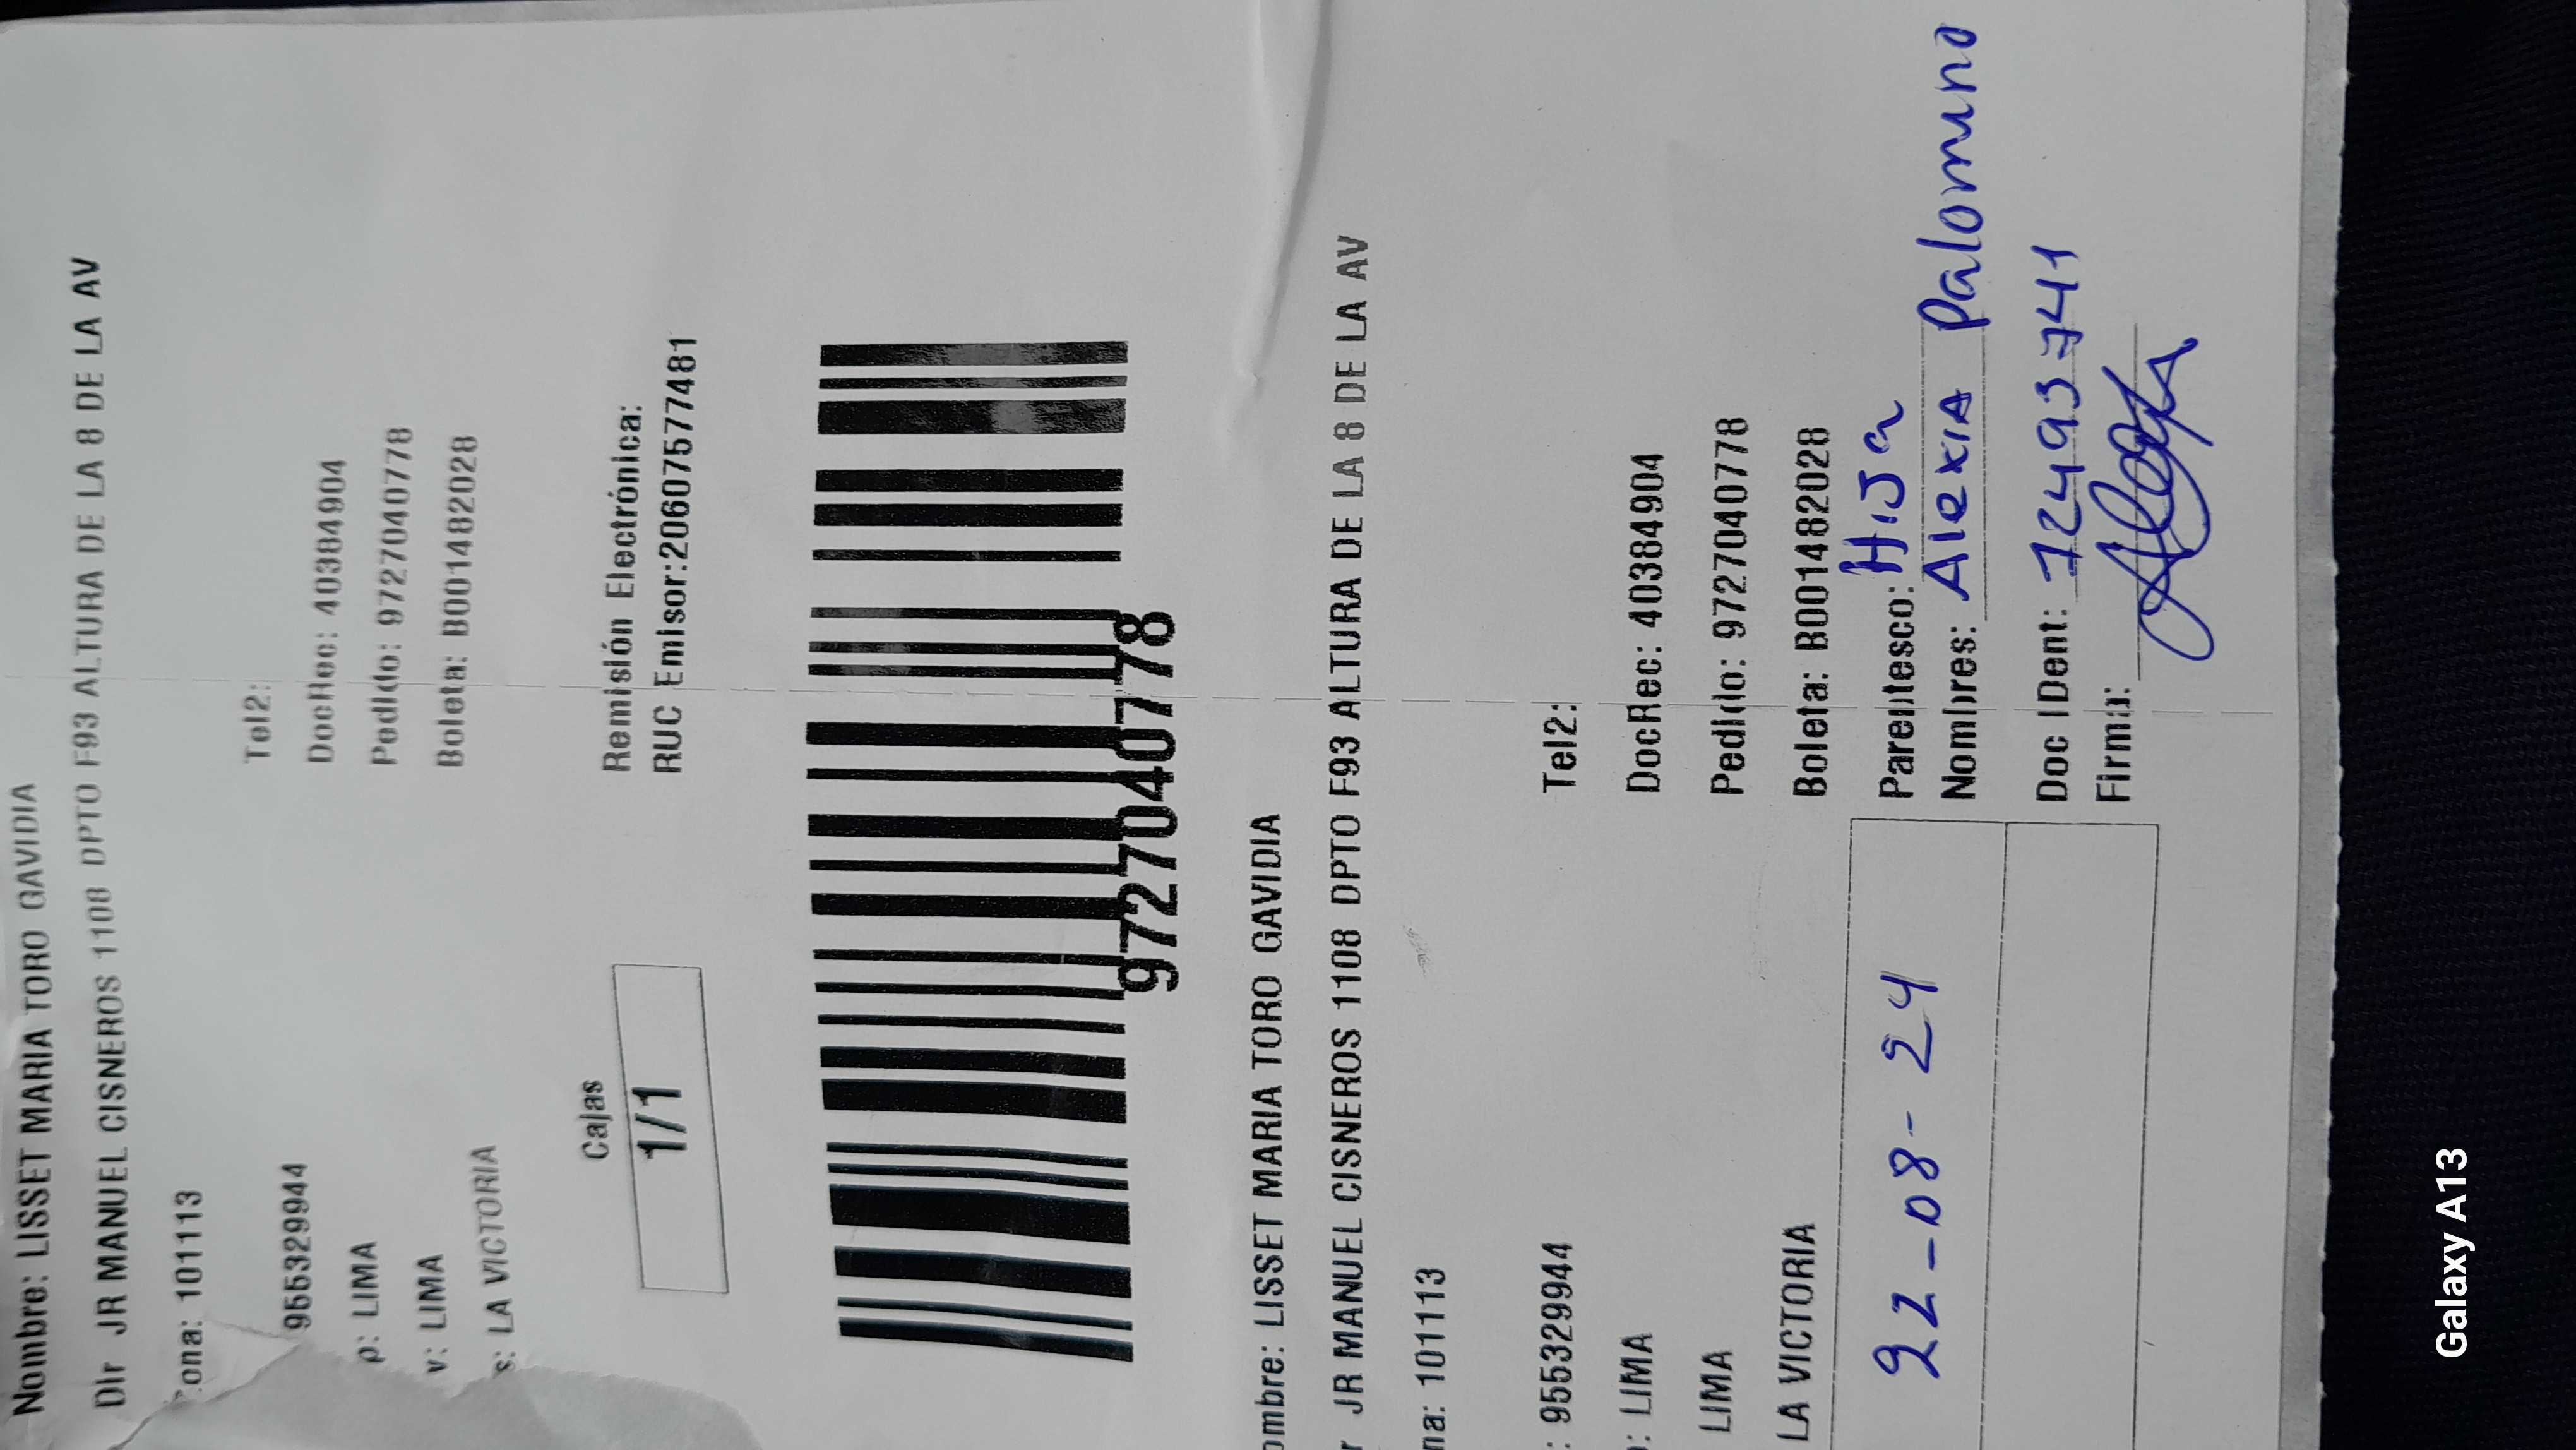 Nombre: LISSET MARIA TORO GAVIDIA
Dir JR MANUEL CISNEROS 1108 DPTO F93 ALTURA DE LA 8 DE LA AV
Zona: 101113
Tel2:
955329944
DocRec: 40384904
p: LIMA
Pedido: 9727040778
v: LIMA
Boleta: B001482028
s: LA VICTORIA
Cajas
1/1
Remisión Electrónica:
RUC Emisor:20607577481
9727040778
ombre: LISSET MARIA TORO GAVIDIA
r JR MANUEL CISNEROS 1108 DPTO F93 ALTURA DE LA 8 DE LA AV
na: 101113
Tel2:
: 955329944
DocRec: 40384904
: LIMA
Pedido: 9727040778
LIMA
Boleta: B001482028
LA VICTORIA
Parentesco: HIJa
22-08-24
Nombres: Alexia Palomino
Doc IDent: 72493741
Firma:
Galaxy A13